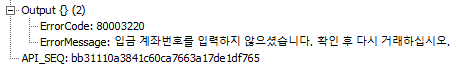 Output {} (2)
ErrorCode: 80003220
ErrorMessage: 입금 계좌번호를 입력하지 않으셨습니다. 확인 후 다시 거래하십시오.
API_SEQ: bb31110a3841c60ca7663a17de1df765